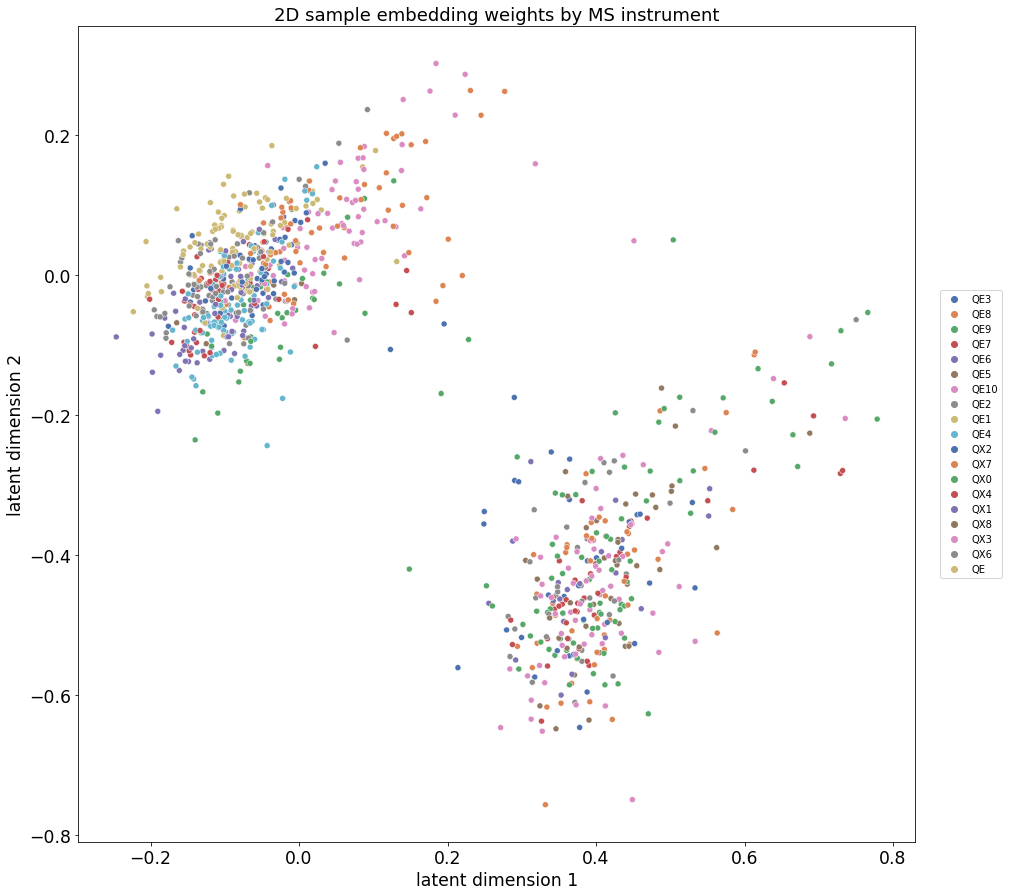 2D sample embedding weights by MS instrument
latent dimension 2
0.2
0.0
−0.2
−0.4
−0.6
−0.8
−0.2
0.0
0.2
0.4
0.6
0.8
latent dimension 1
QE3
QE8
QE9
QE7
QE6
QE5
QE10
QE2
QE1
QE4
QX2
QX7
QX0
QX4
QX1
QX8
QX3
QX6
QE